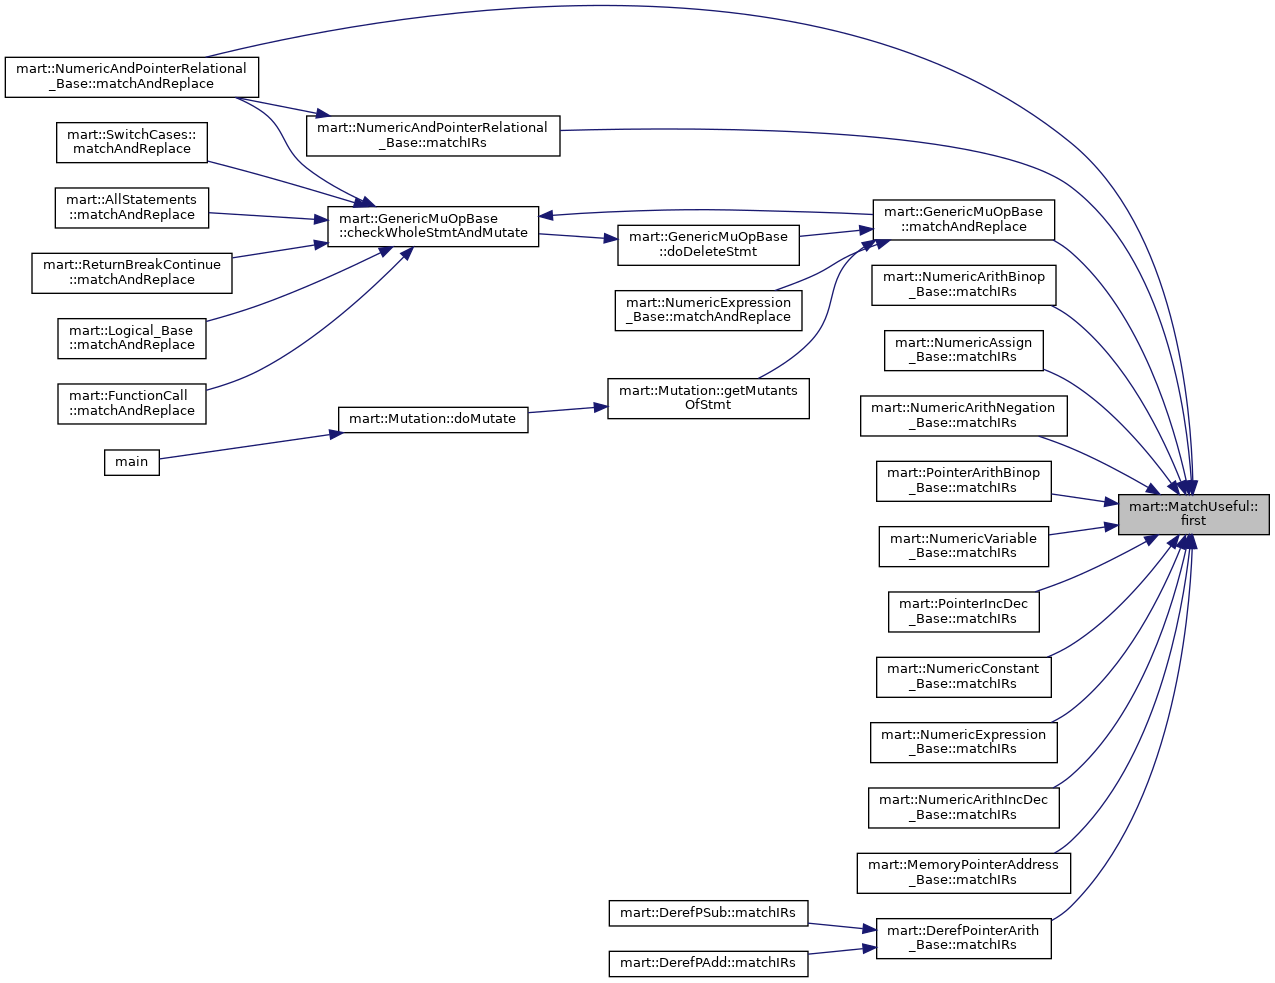 mart::NumericAndPointerRelational
_Base::matchAndReplace
mart::SwitchCases::
matchAndReplace
mart::AllStatements
::matchAndReplace
mart::ReturnBreakContinue
::matchAndReplace
mart::Logical_Base
::matchAndReplace
mart::FunctionCall
::matchAndReplace
main
mart::NumericAndPointerRelational
_Base::matchIRs
mart::GenericMuOpBase
::checkWholeStmtAndMutate
mart::Mutation::doMutate
mart::GenericMuOpBase
::doDeleteStmt
mart::NumericExpression
_Base::matchAndReplace
mart::Mutation::getMutants
OfStmt
mart::DerefPSub::matchIRs
mart::DerefPAdd::matchIRs
mart::GenericMuOpBase
::matchAndReplace
mart::NumericArithBinop
_Base::matchIRs
mart::NumericAssign
_Base::matchIRs
mart::NumericArithNegation
_Base::matchIRs
mart::PointerArithBinop
_Base::matchIRs
mart::NumericVariable
_Base::matchIRs
mart::PointerIncDec
_Base::matchIRs
mart::NumericConstant
_Base::matchIRs
mart::NumericExpression
_Base::matchIRs
mart::NumericArithIncDec
_Base::matchIRs
mart::MemoryPointerAddress
_Base::matchIRs
mart::DerefPointerArith
_Base::matchIRs
mart::MatchUseful::
first